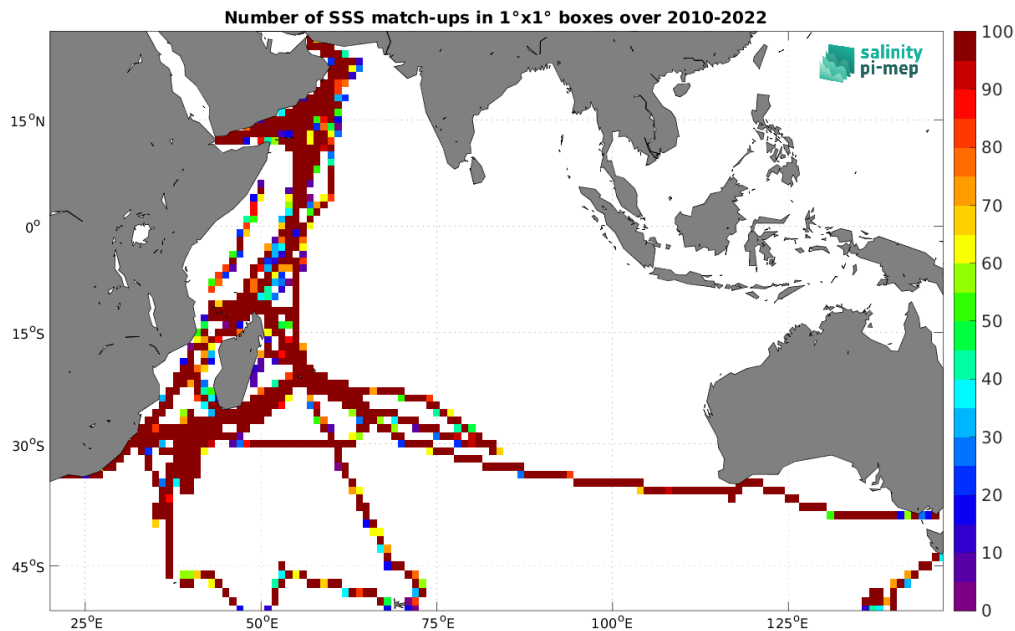 Number of SSS match-ups in 1°x1° boxes over 2010-2022
salinity
pi-mep
15°N
0°
15°S
30°S
45°S
25°E
50°E
75°E
100°E
125°E
100
90
80
70
60
50
40
30
20
10
0